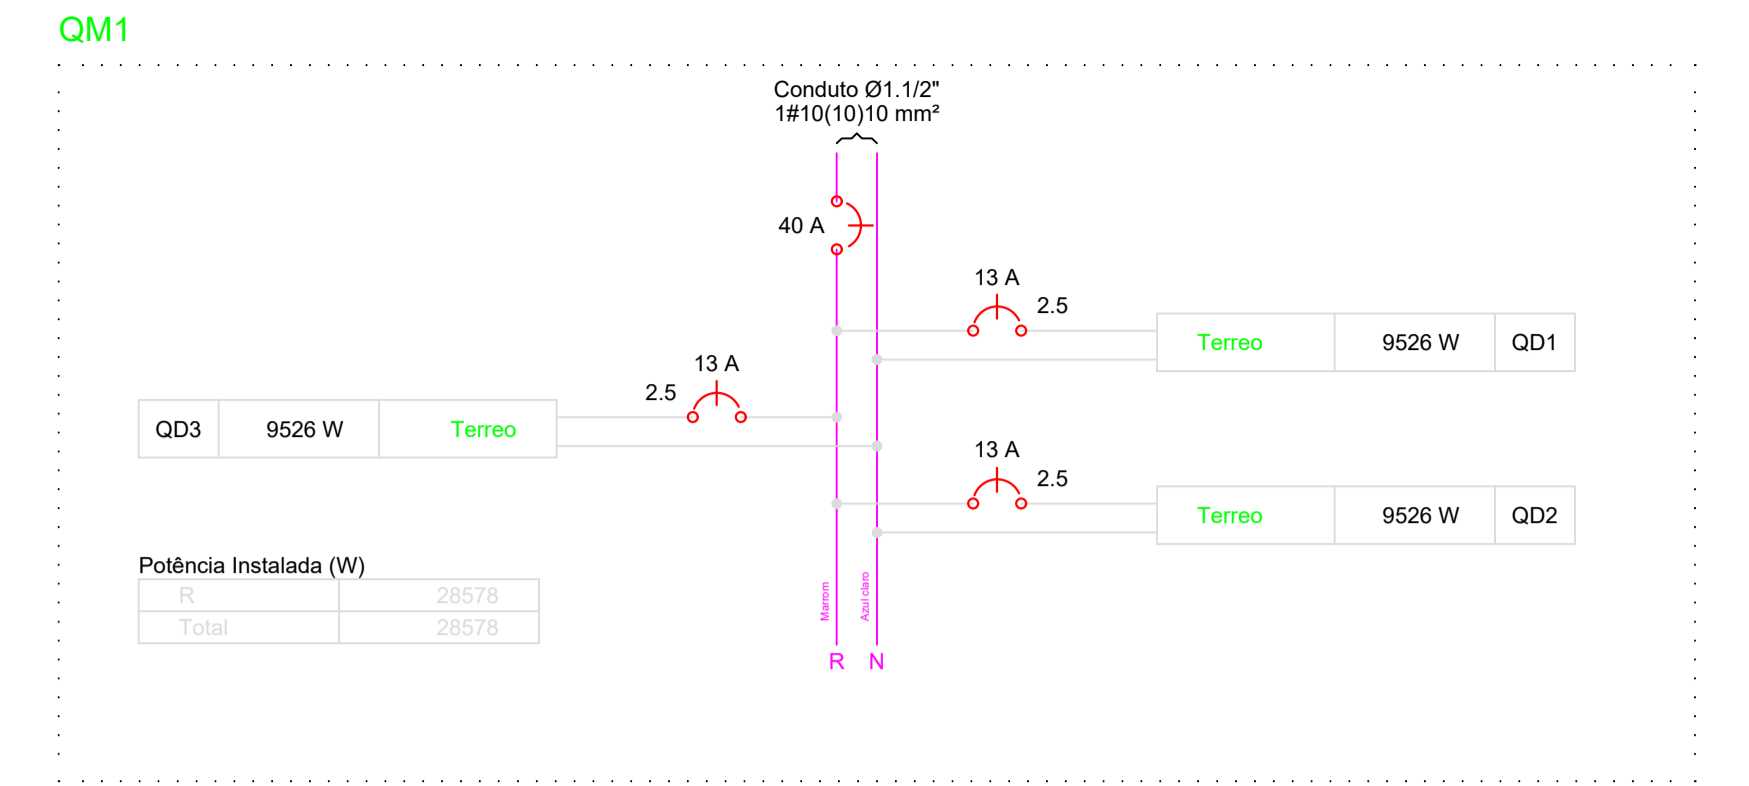 QM1
Conduto Ø1.1/2"
1#10(10)10 mm²
40 A
13 A
2.5
Terreo 9526 W QD1
13 A
2.5
QD3 9526 W Terreo
13 A
2.5
Terreo 9526 W QD2
Potência Instalada (W)
R 28578
Total 28578
Marrom
Azul claro
R N